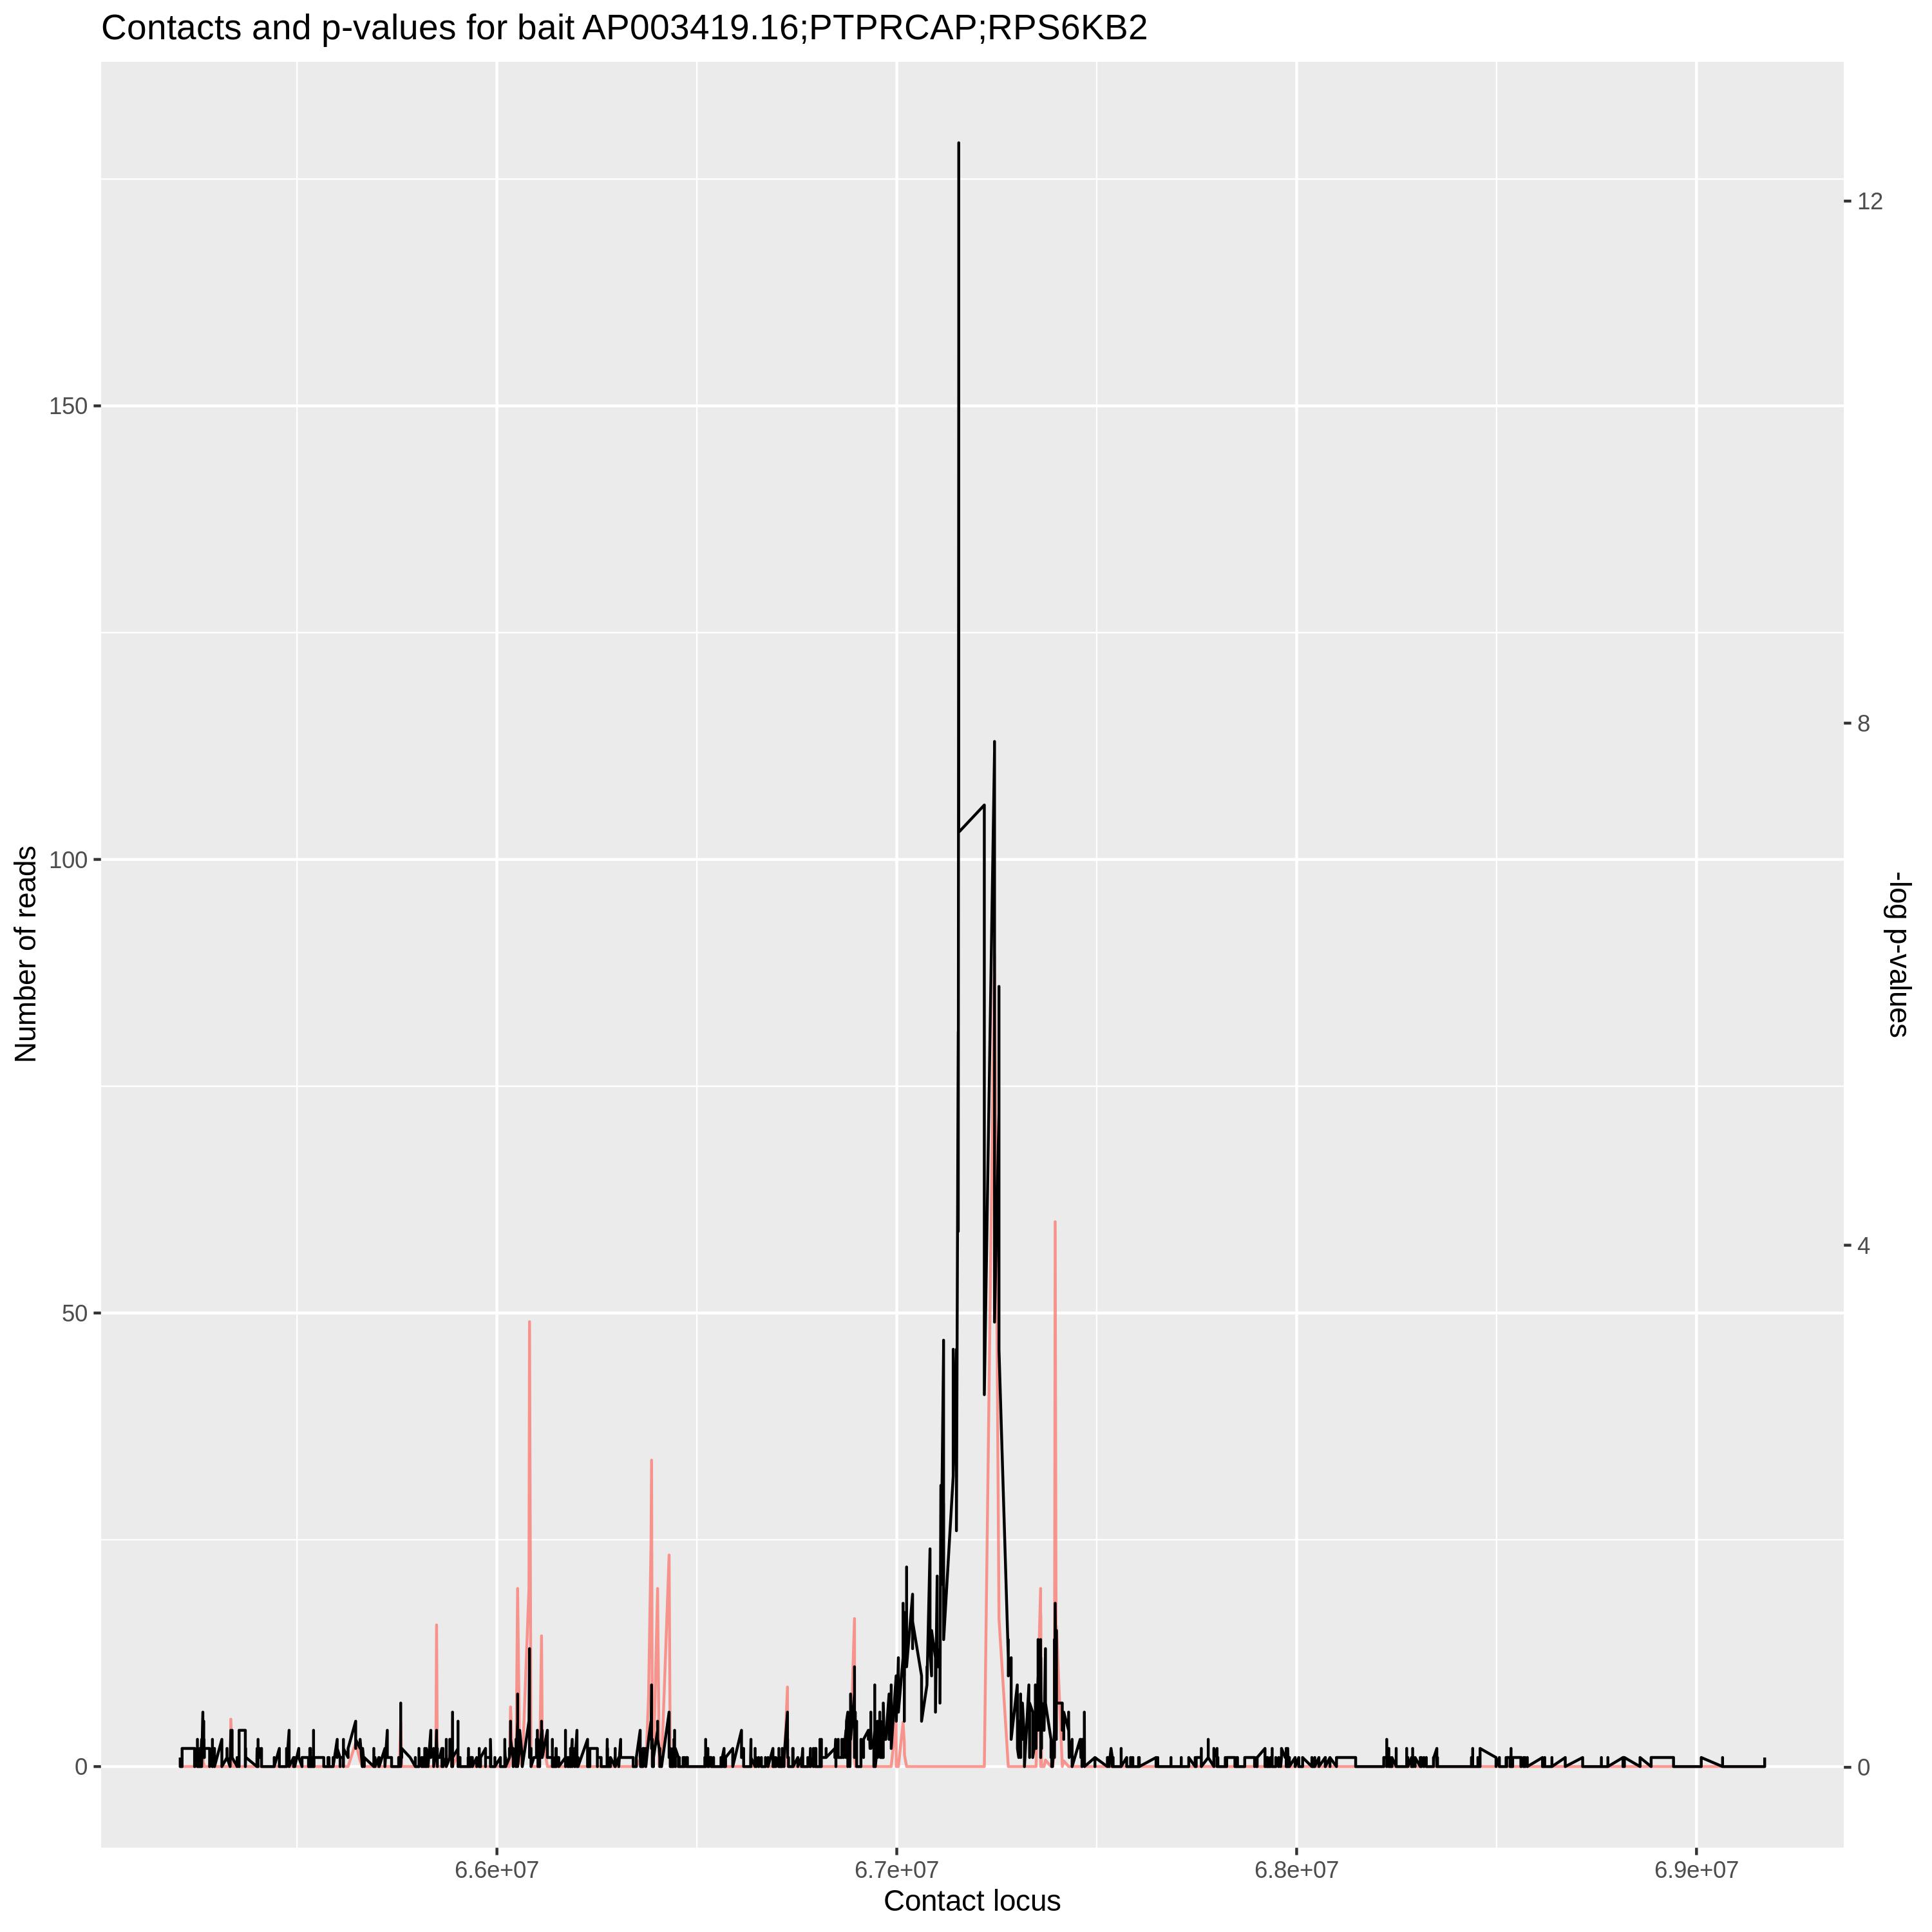 Contacts and p-values for bait AP003419.16;PTPRCAP;RPS6KB2
150
100
50
0
Number of reads
12
8
4
0
-log p-values
6.6e+07
6.7e+07
6.8e+07
6.9e+07
Contact locus